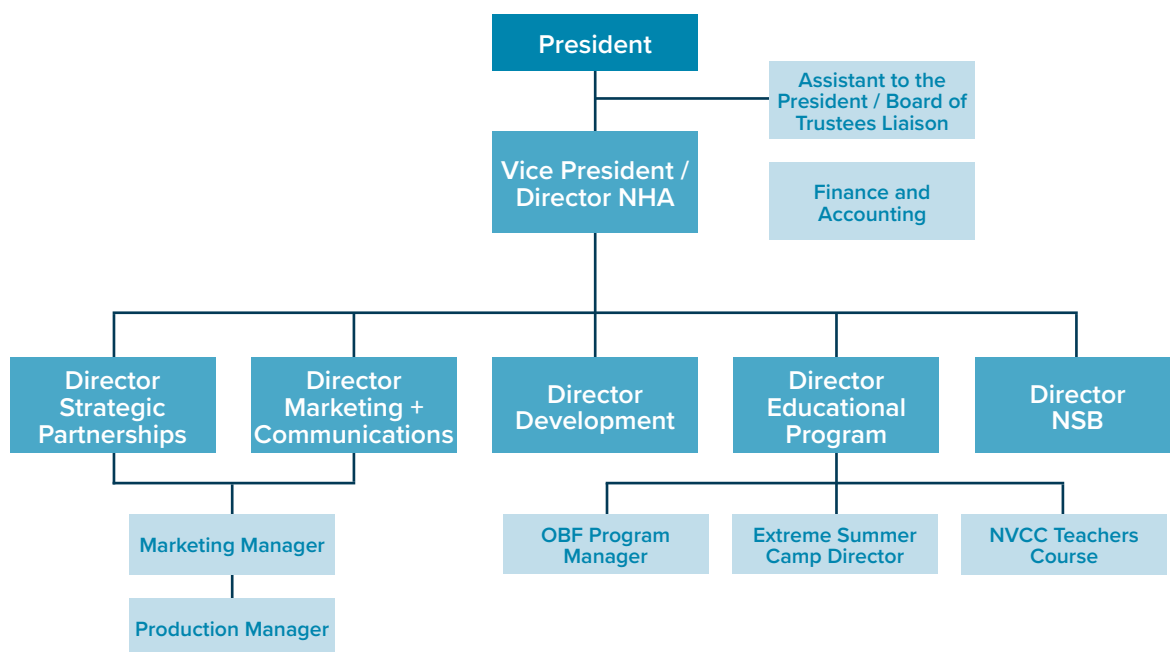 President
Assistant to the
President / Board of
Trustees Liaison
Vice President /
Director NHA
Finance and
Accounting
Director
Strategic
Partnerships
Director
Marketing +
Communications
Director
Development
Director
Educational
Program
Director
NSB
Marketing Manager
OBF Program
Manager
Extreme Summer
Camp Director
NVCC Teachers
Course
Production Manager